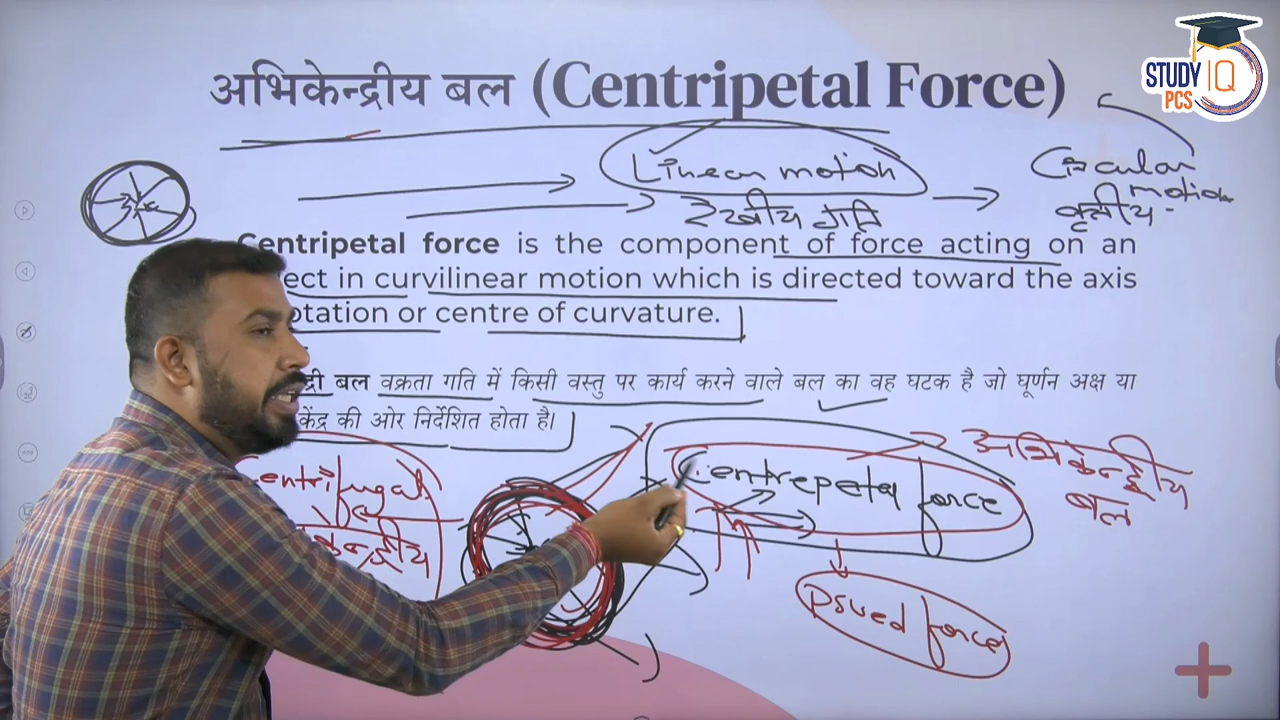 अभिकेन्द्रीय बल (Centripetal Force)
STUDY IQ
PCS
Linear motion
रेखीय गति
Circular
motion
वृत्तीय
Centripetal force is the component of force acting on an
ect in curvilinear motion which is directed toward the axis
otation or centre of curvature.
द्री बल वक्रता गति में किसी वस्तु पर कार्य करने वाले बल का वह घटक है जो घूर्णन अक्ष या
केंद्र की ओर निर्देशित होता है।
Centrepetal force
अभिकेन्द्रीय
बल
entrifugal
केन्द्रीय
Psued force